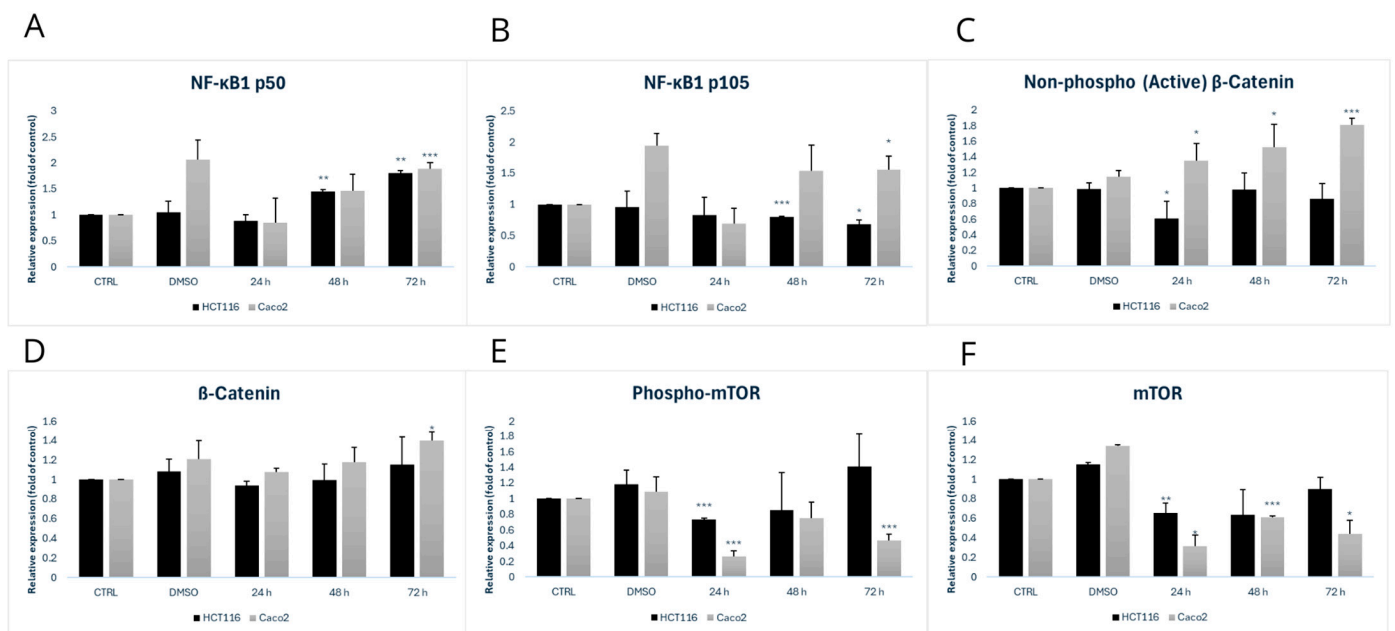 A
B
C
NF-κB1 p50
Relative expression (fold of control)
3
2.5
2
1.5
1
0.5
0
**
**
***
CTRL
DMSO
24 h
48 h
72 h
HCT116
Caco2
NF-κB1 p105
Relative expression (fold of control)
2.5
2
1.5
1
0.5
0
***
*
*
CTRL
DMSO
24 h
48 h
72 h
HCT116
Caco2
Non-phospho (Active) β-Catenin
Relative expression (fold of control)
2
1.8
1.6
1.4
1.2
1
0.8
0.6
0.4
0.2
0
*
*
*
***
CTRL
DMSO
24 h
48 h
72 h
HCT116
Caco2
D
E
F
ß-Catenin
Relative expression (fold of control)
1.6
1.4
1.2
1
0.8
0.6
0.4
0.2
0
*
CTRL
DMSO
24 h
48 h
72 h
HCT116
Caco2
Phospho-mTOR
Relative expression (fold of control)
2
1.8
1.6
1.4
1.2
1
0.8
0.6
0.4
0.2
0
***
***
***
CTRL
DMSO
24 h
48 h
72 h
HCT116
Caco2
mTOR
Relative expression (fold of control)
1.6
1.4
1.2
1
0.8
0.6
0.4
0.2
0
**
*
***
*
CTRL
DMSO
24 h
48 h
72 h
HCT116
Caco2